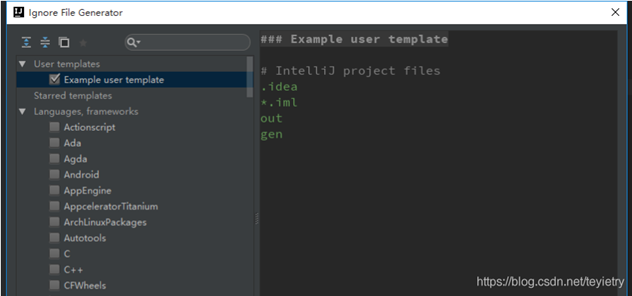 Ignore File Generator
User templates
Example user template
Starred templates
Languages, frameworks
Actionscript
Ada
Agda
Android
AppEngine
AppceleratorTitanium
ArchLinuxPackages
Autotools
C
C++
CFWheels
### Example user template
# IntelliJ project files
.idea
*.iml
out
gen
https://blog.csdn.net/teyietry